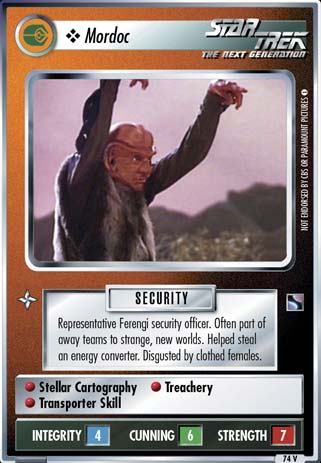 ❖ Mordoc
STAR TREK
THE NEXT GENERATION
NOT ENDORSED BY CBS OR PARAMOUNT PICTURES
SECURITY
Representative Ferengi security officer. Often part of
away teams to strange, new worlds. Helped steal
an energy converter. Disgusted by clothed females.
• Stellar Cartography • Treachery
• Transporter Skill
INTEGRITY 4 CUNNING 6 STRENGTH 7
74 V